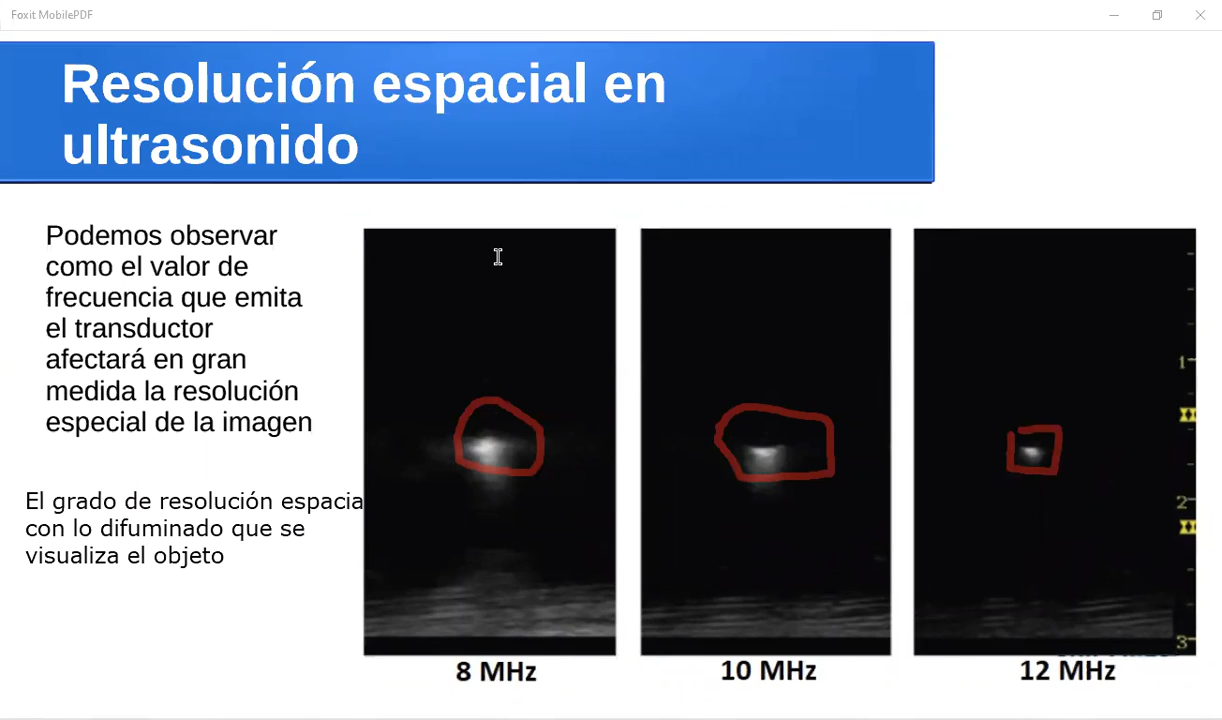 Foxit MobilePDF
Resolución espacial en
ultrasonido
Podemos observar
como el valor de
frecuencia que emita
el transductor
afectará en gran
medida la resolución
especial de la imagen
El grado de resolución espacia
con lo difuminado que se
visualiza el objeto
1
2
3
8 MHz
10 MHz
12 MHz